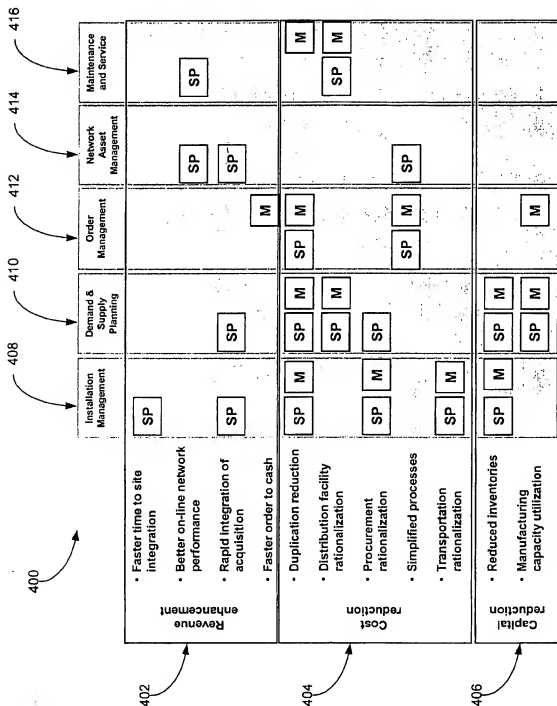 400
408
410
412
414
416
Installation
Management
Demand &
Supply
Planning
Order
Management
Network
Asset
Management
Maintenance
and Service
402
Revenue
enhancement
• Faster time to site
integration
SP
• Better on-line network
performance
SP SP
• Rapid integration of
acquisition
SP SP SP
• Faster order to cash
M
404
Cost
reduction
• Duplication reduction
SP M SP M SP M M
• Distribution facility
rationalization
SP M SP M
• Procurement
rationalization
SP M SP
• Simplified processes
SP M SP
• Transportation
rationalization
SP M
406
Capital
reduction
• Reduced inventories
SP M SP M
• Manufacturing
capacity utilization
SP M M